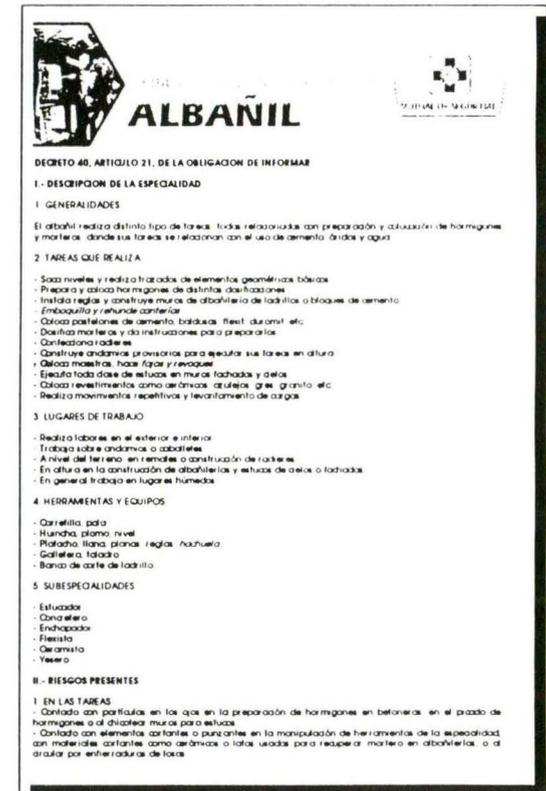 ALBAÑIL
MUTUAL DE SEGURIDAD
DECRETO 40, ARTICULO 21, DE LA OBLIGACION DE INFORMAR
I.- DESCRIPCION DE LA ESPECIALIDAD
1 GENERALIDADES
El albañil realiza distinto tipo de tareas, todas relacionadas con preparación y colocación de hormigones
y morteros, donde sus tareas se relacionan con el uso de cemento, áridos y agua
2 TAREAS QUE REALIZA
- Saca niveles y realiza trazados de elementos geométricos básicos
- Prepara y coloca hormigones de distintas dosificaciones
- Instala reglas y construye muros de albañilería de ladrillos o bloques de cemento
- Emboquilla y rehunde canterías
- Coloca pastelones de cemento, baldosas, flexit, duromit, etc
- Dosifica morteros y da instrucciones para prepararlos
- Confecciona radieres
- Construye andamios provisorios para ejecutar sus tareas en altura
- Coloca maestras, hace fajas y revoques
- Ejecuta toda clase de estucos en muros fachadas y cielos
- Coloca revestimientos como cerámicos, azulejos, gres, granito, etc
- Realiza movimientos repetitivos y levantamiento de cargas
3 LUGARES DE TRABAJO
- Realiza labores en el exterior e interior
- Trabaja sobre andamios o caballetes
- A nivel del terreno, en remates o construcción de radieres
- En altura en la construcción de albañilerías y estucos de cielos o fachadas
- En general trabaja en lugares húmedos
4 HERRAMIENTAS Y EQUIPOS
- Carretilla, pala
- Huincha, plomo, nivel
- Platacho, llana, planas, reglas, hachuela
- Galletera, taladro
- Banco de corte de ladrillo
5 SUBESPECIALIDADES
- Estucador
- Concretero
- Enchapador
- Flexista
- Ceramista
- Yesero
II.- RIESGOS PRESENTES
1 EN LAS TAREAS
- Contacto con partículas en los ojos en la preparación de hormigones en betoneras, en el picado de
hormigones o al chicotear muros para estucos
- Contacto con elementos cortantes o punzantes en la manipulación de herramientas de la especialidad,
con materiales cortantes como cerámicos o latas usadas para recuperar mortero en albañilerías, o al
circular por enfierraduras de losas